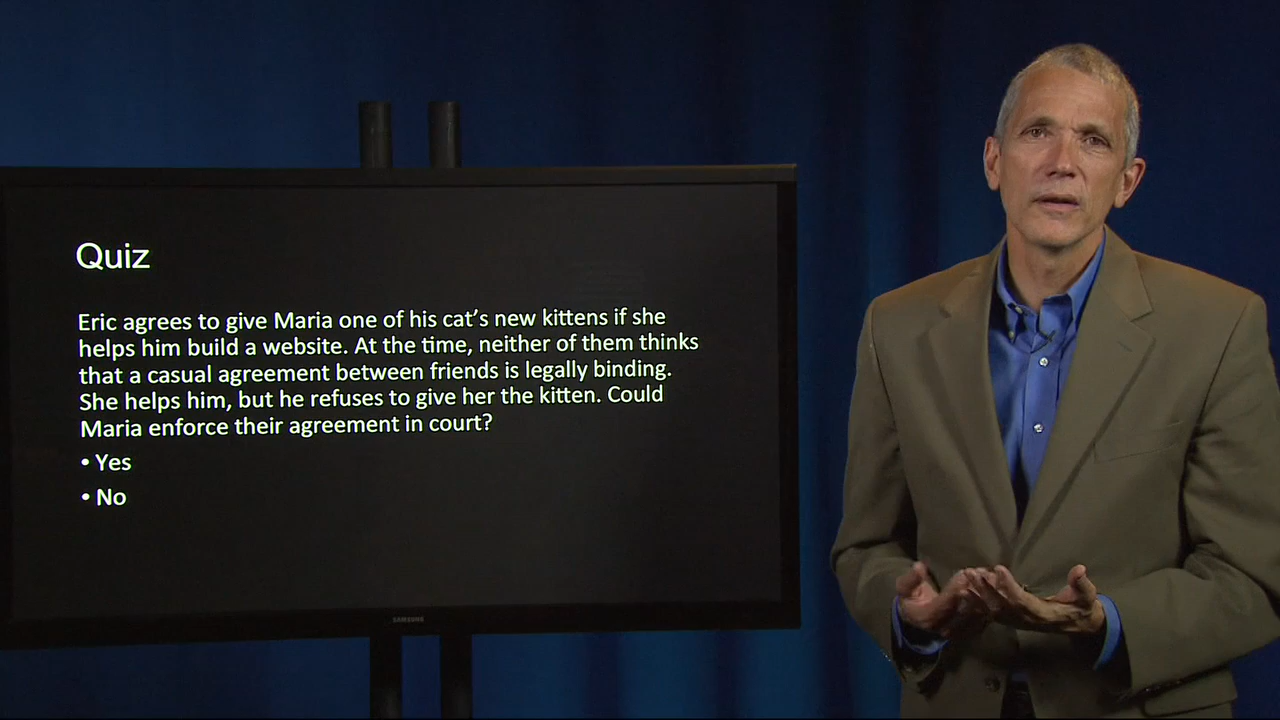 Quiz
Eric agrees to give Maria one of his cat's new kittens if she
helps him build a website. At the time, neither of them thinks
that a casual agreement between friends is legally binding.
She helps him, but he refuses to give her the kitten. Could
Maria enforce their agreement in court?
• Yes
• No
SAMSUNG